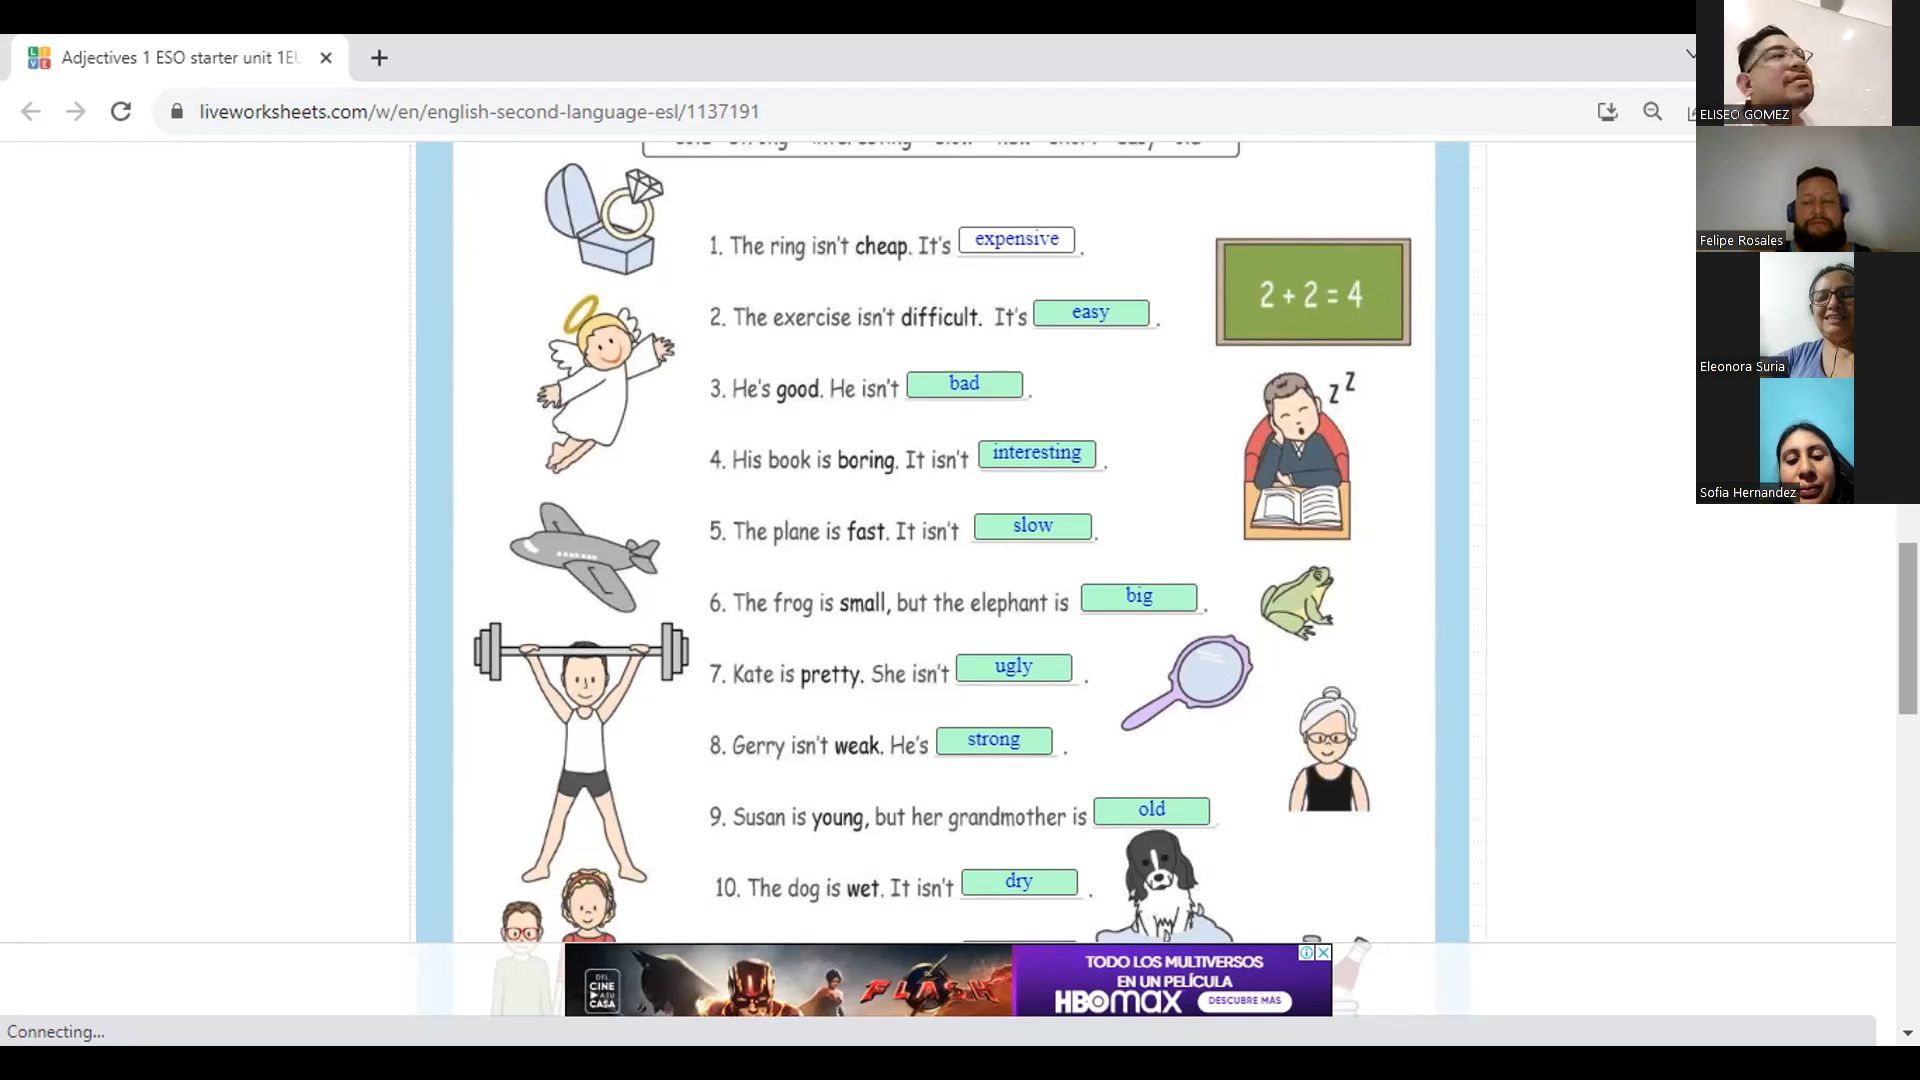 Adjectives 1 ESO starter unit 1EU
liveworksheets.com/w/en/english-second-language-esl/1137191
ELISEO GOMEZ
Felipe Rosales
Eleonora Suria
Sofia Hernandez
1. The ring isn't cheap. It's expensive.
2 + 2 = 4
2. The exercise isn't difficult. It's easy.
3. He's good. He isn't bad.
z Z
4. His book is boring. It isn't interesting.
5. The plane is fast. It isn't slow.
6. The frog is small, but the elephant is big.
7. Kate is pretty. She isn't ugly.
8. Gerry isn't weak. He's strong.
9. Susan is young, but her grandmother is old.
10. The dog is wet. It isn't dry.
DEL
CINE
A TU
CASA
FLASH
TODO LOS MULTIVERSOS
EN UN PELÍCULA
HBOmax DESCUBRE MÁS
Connecting...